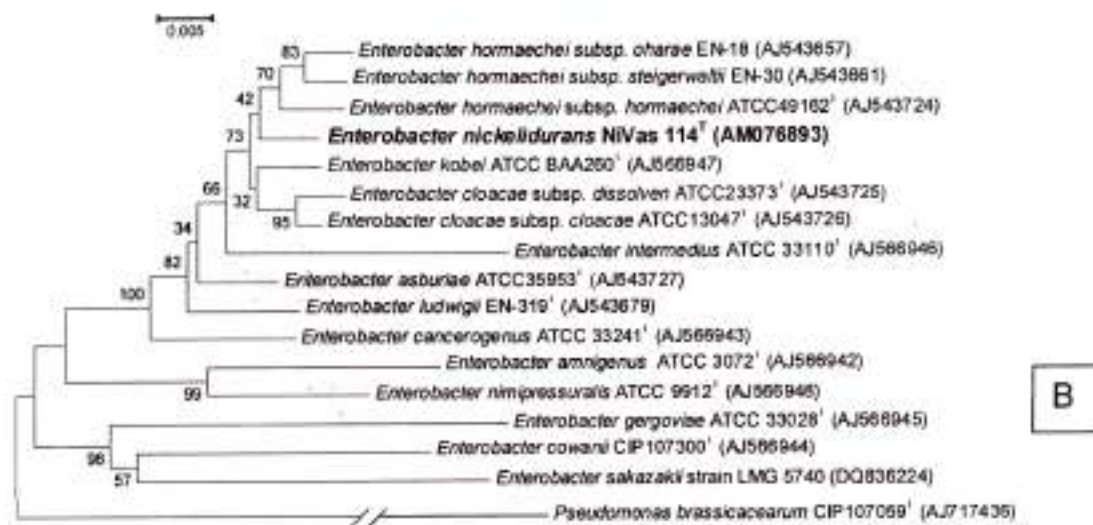 0.005
83
Enterobacter hormaechei subsp. oharae EN-18 (AJ543657)
Enterobacter hormaechei subsp. steigerwaltii EN-30 (AJ543661)
70
Enterobacter hormaechei subsp. hormaechei ATCC49162ᵀ (AJ543724)
42
Enterobacter nickelidurans NiVas 114ᵀ (AM076893)
73
Enterobacter kobei ATCC BAA260ᵀ (AJ566947)
Enterobacter cloacae subsp. dissolven ATCC23373ᵀ (AJ543725)
66
32
95
Enterobacter cloacae subsp. cloacae ATCC13047ᵀ (AJ543726)
Enterobacter intermedius ATCC 33110ᵀ (AJ566946)
34
Enterobacter asburiae ATCC35953ᵀ (AJ543727)
82
Enterobacter ludwigii EN-319ᵀ (AJ543679)
100
Enterobacter cancerogenus ATCC 33241ᵀ (AJ566943)
Enterobacter amnigenus ATCC 3072ᵀ (AJ566942)
99
Enterobacter nimipressuralis ATCC 9912ᵀ (AJ566948)
B
Enterobacter gergoviae ATCC 33028ᵀ (AJ566945)
98
Enterobacter cowanii CIP107300ᵀ (AJ566944)
57
Enterobacter sakazakii strain LMG 5740 (DQ836224)
Pseudomonas brassicacearum CIP107059ᵀ (AJ717436)